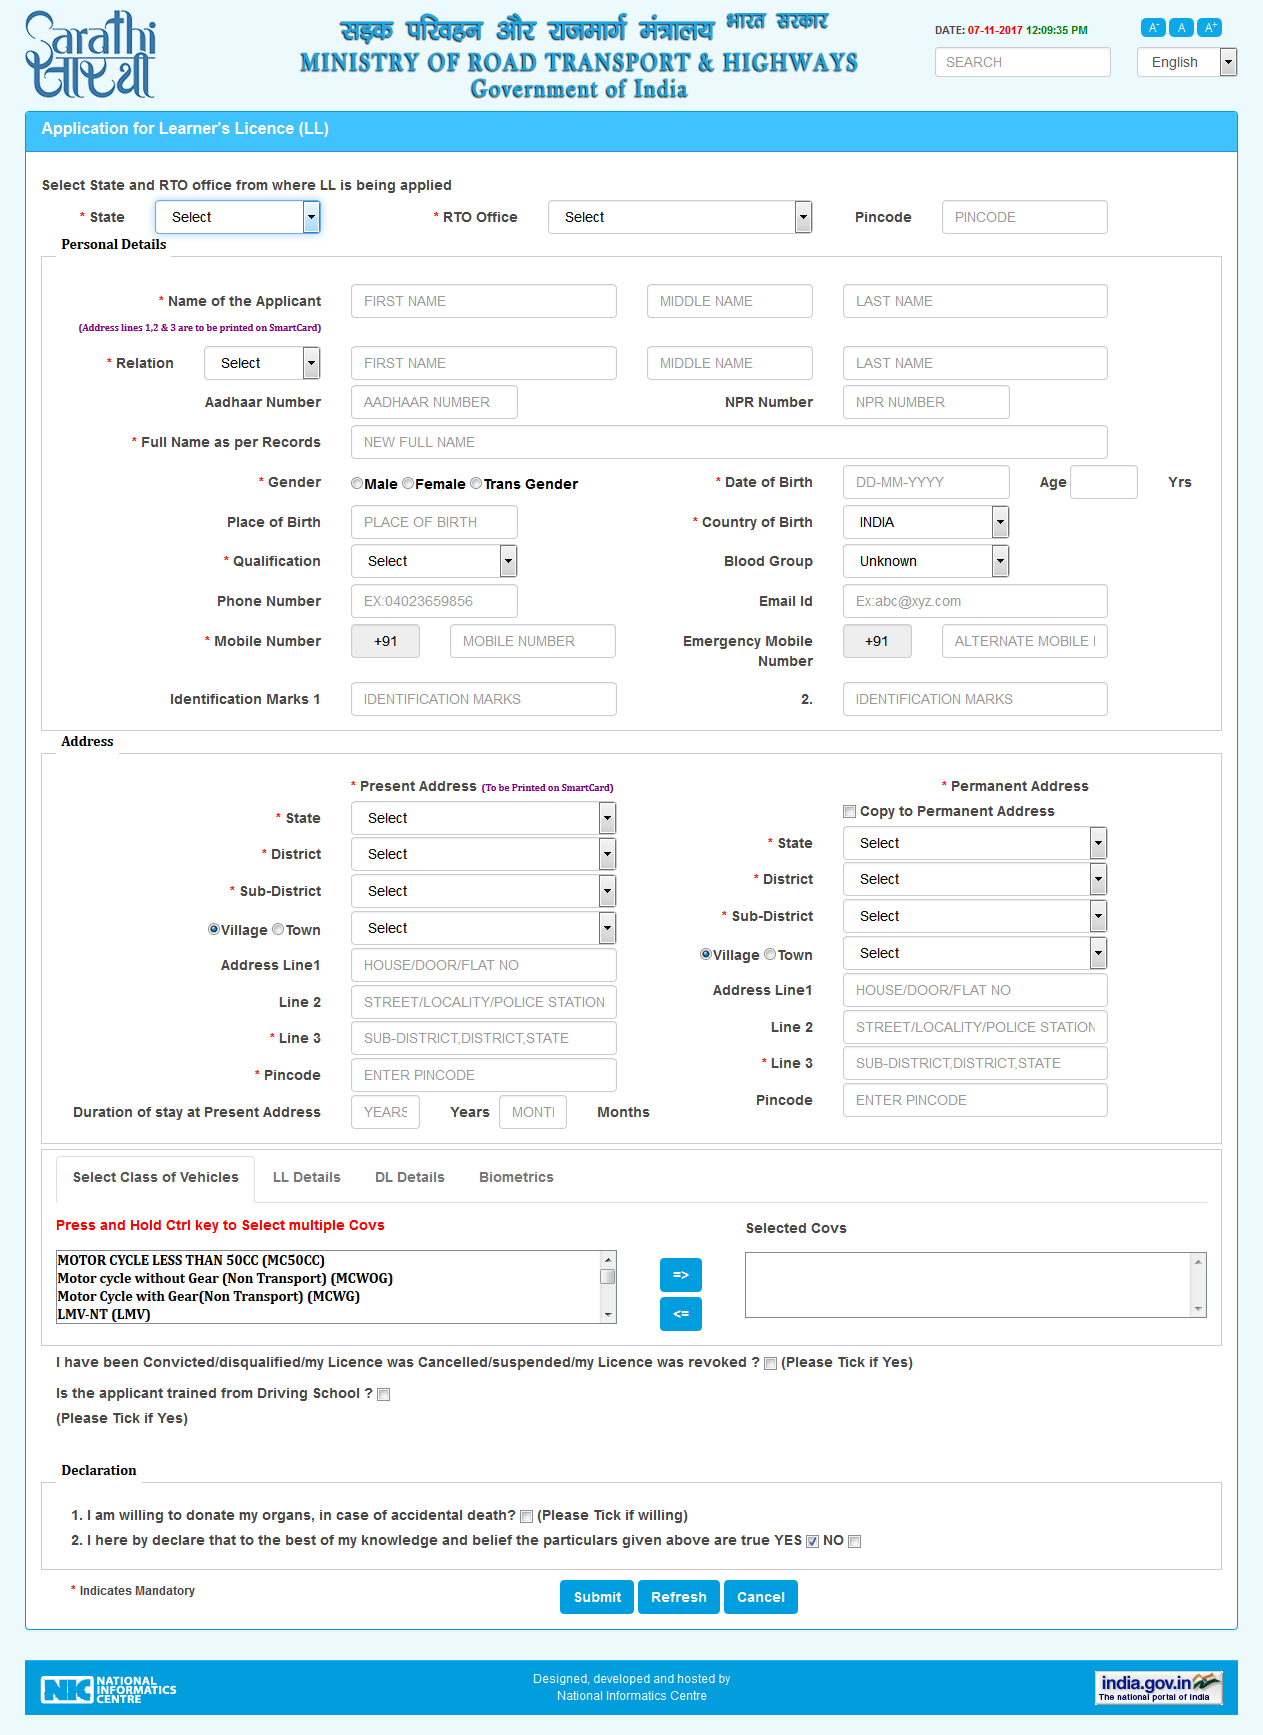 Sarathi
सारथी
सड़क परिवहन और राजमार्ग मंत्रालय भारत सरकार
MINISTRY OF ROAD TRANSPORT & HIGHWAYS
Government of India
DATE: 07-11-2017 12:09:35 PM
A- A A+
SEARCH English
Application for Learner's Licence (LL)
Select State and RTO office from where LL is being applied
* State Select * RTO Office Select Pincode PINCODE
Personal Details
* Name of the Applicant FIRST NAME MIDDLE NAME LAST NAME
(Address lines 1,2 & 3 are to be printed on SmartCard)
* Relation Select FIRST NAME MIDDLE NAME LAST NAME
Aadhaar Number AADHAAR NUMBER NPR Number NPR NUMBER
* Full Name as per Records NEW FULL NAME
* Gender Male Female Trans Gender * Date of Birth DD-MM-YYYY Age Yrs
Place of Birth PLACE OF BIRTH * Country of Birth INDIA
* Qualification Select Blood Group Unknown
Phone Number EX:04023659856 Email Id Ex:abc@xyz.com
* Mobile Number +91 MOBILE NUMBER Emergency Mobile Number +91 ALTERNATE MOBILE
Identification Marks 1 IDENTIFICATION MARKS 2. IDENTIFICATION MARKS
Address
* Present Address (To be Printed on SmartCard)
* State Select
* District Select
* Sub-District Select
Village Town Select
Address Line1 HOUSE/DOOR/FLAT NO
Line 2 STREET/LOCALITY/POLICE STATION
* Line 3 SUB-DISTRICT,DISTRICT,STATE
* Pincode ENTER PINCODE
Duration of stay at Present Address YEARS Years MONTI Months
* Permanent Address
Copy to Permanent Address
* State Select
* District Select
* Sub-District Select
Village Town Select
Address Line1 HOUSE/DOOR/FLAT NO
Line 2 STREET/LOCALITY/POLICE STATION
* Line 3 SUB-DISTRICT,DISTRICT,STATE
Pincode ENTER PINCODE
Select Class of Vehicles LL Details DL Details Biometrics
Press and Hold Ctrl key to Select multiple Covs
MOTOR CYCLE LESS THAN 50CC (MC50CC)
Motor cycle without Gear (Non Transport) (MCWOG)
Motor Cycle with Gear(Non Transport) (MCWG)
LMV-NT (LMV)
=>
<=
Selected Covs
I have been Convicted/disqualified/my Licence was Cancelled/suspended/my Licence was revoked ? (Please Tick if Yes)
Is the applicant trained from Driving School ?
(Please Tick if Yes)
Declaration
1. I am willing to donate my organs, in case of accidental death? (Please Tick if willing)
2. I here by declare that to the best of my knowledge and belief the particulars given above are true YES NO
* Indicates Mandatory
Submit Refresh Cancel
NIC NATIONAL INFORMATICS CENTRE
Designed, developed and hosted by
National Informatics Centre
india.gov.in
The national portal of India